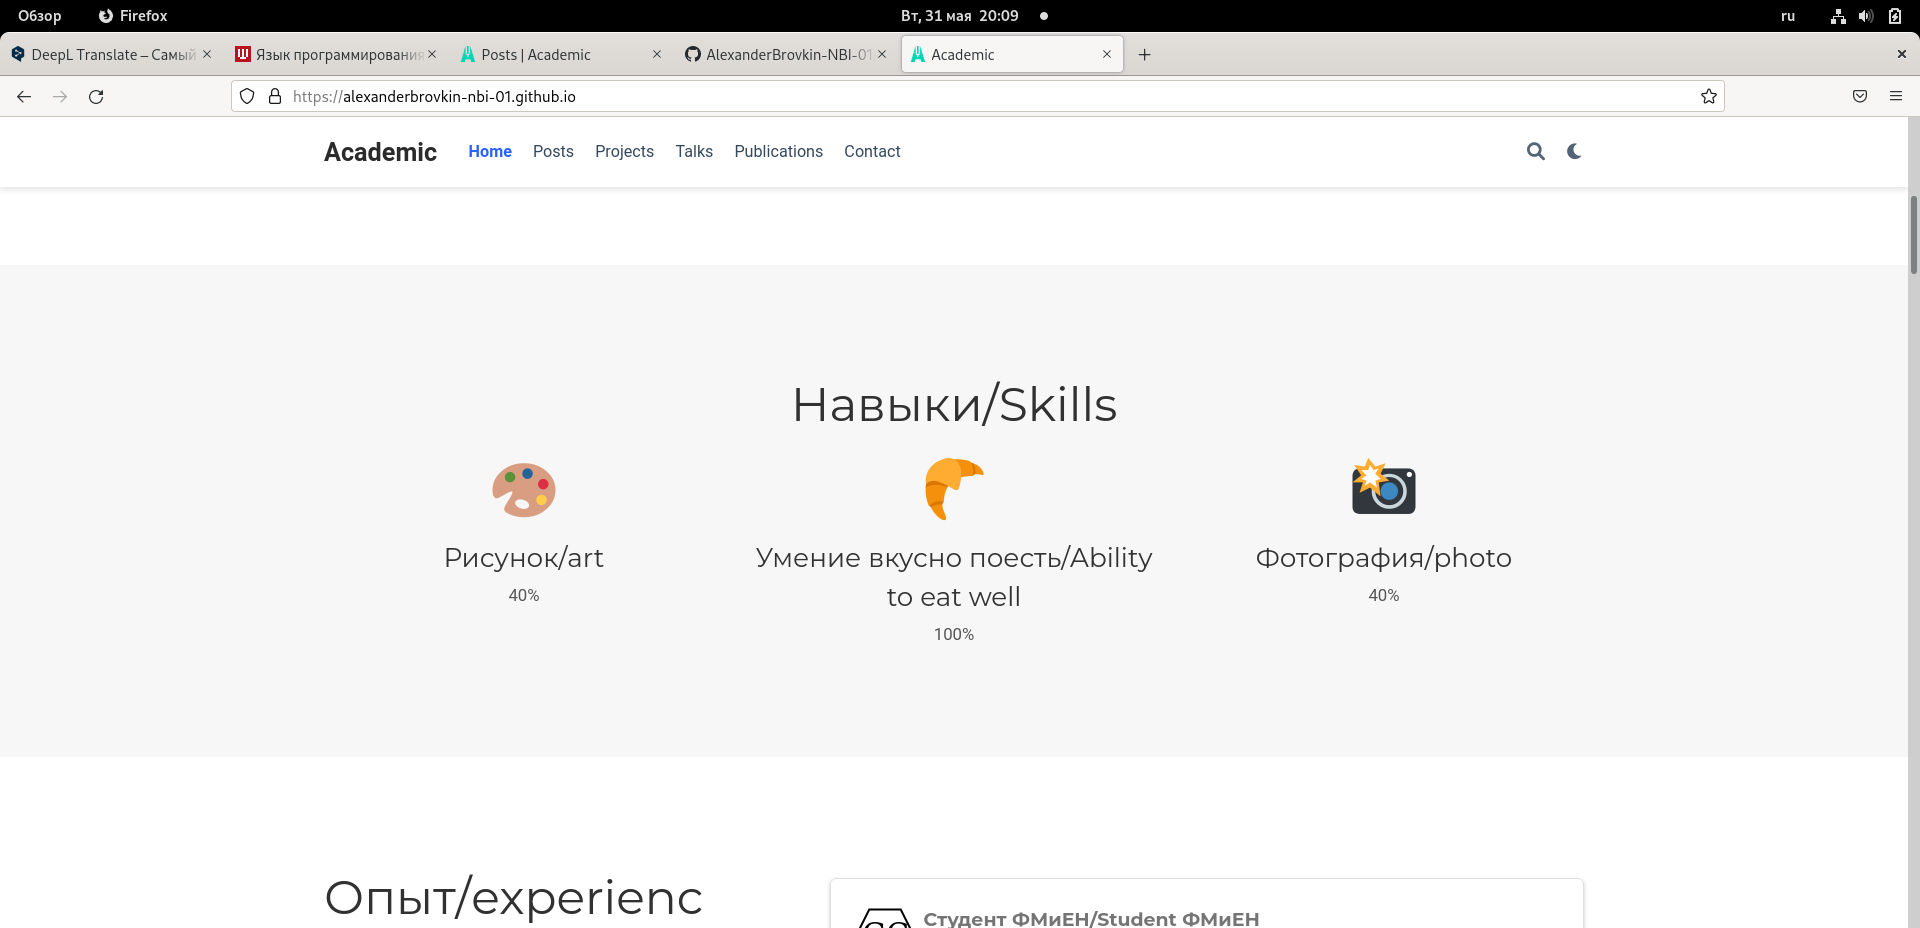 Обзор Firefox Вт, 31 мая 20:09 ru
DeepL Translate – Самый Язык программирования Posts | Academic AlexanderBrovkin-NBI-01 Academic
https://alexanderbrovkin-nbi-01.github.io
Academic Home Posts Projects Talks Publications Contact
Навыки/Skills
Рисунок/art
40%
Умение вкусно поесть/Ability
to eat well
100%
Фотография/photo
40%
Опыт/experienc
Студент ФМиЕН/Student ФМиЕН